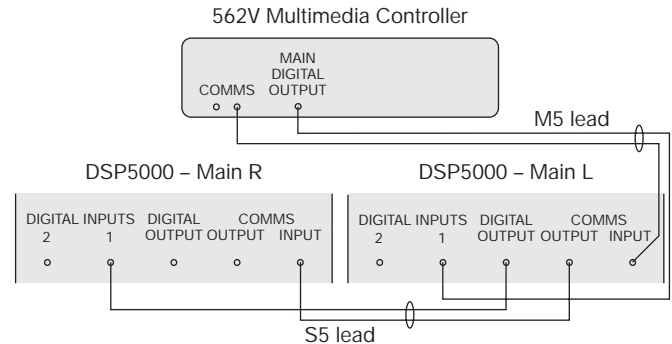 562V Multimedia Controller
MAIN
DIGITAL
COMMS OUTPUT
M5 lead
DSP5000 – Main R
DSP5000 – Main L
DIGITAL INPUTS DIGITAL COMMS
2 1 OUTPUT OUTPUT INPUT
DIGITAL INPUTS DIGITAL COMMS
2 1 OUTPUT OUTPUT INPUT
S5 lead